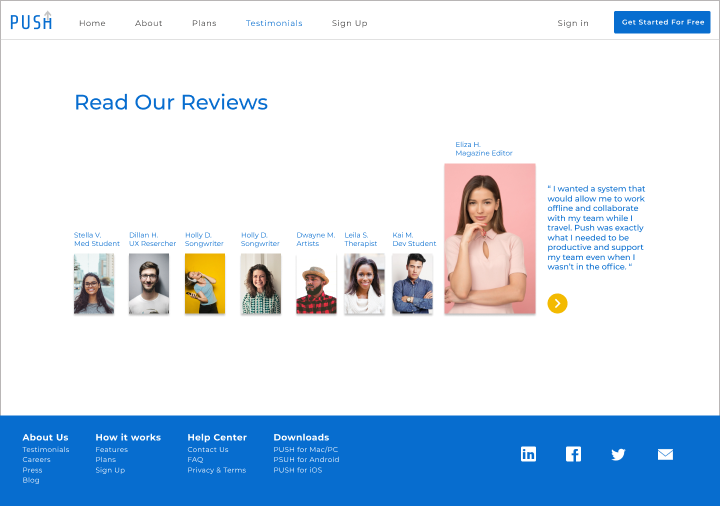 PUSH
Home
About
Plans
Testimonials
Sign Up
Sign in
Get Started For Free
Read Our Reviews
Eliza H.
Magazine Editor
Stella V.
Med Student
Dillan H.
UX Resercher
Holly D.
Songwriter
Holly D.
Songwriter
Dwayne M.
Artists
Leila S.
Therapist
Kai M.
Dev Student
“ I wanted a system that
would allow me to work
offline and collaborate
with my team while I
travel. Push was exactly
what I needed to be
productive and support
my team even when I
wasn’t in the office. “
About Us
Testimonials
Careers
Press
Blog
How it works
Features
Plans
Sign Up
Help Center
Contact Us
FAQ
Privacy & Terms
Downloads
PUSH for Mac/PC
PSUH for Android
PUSH for iOS